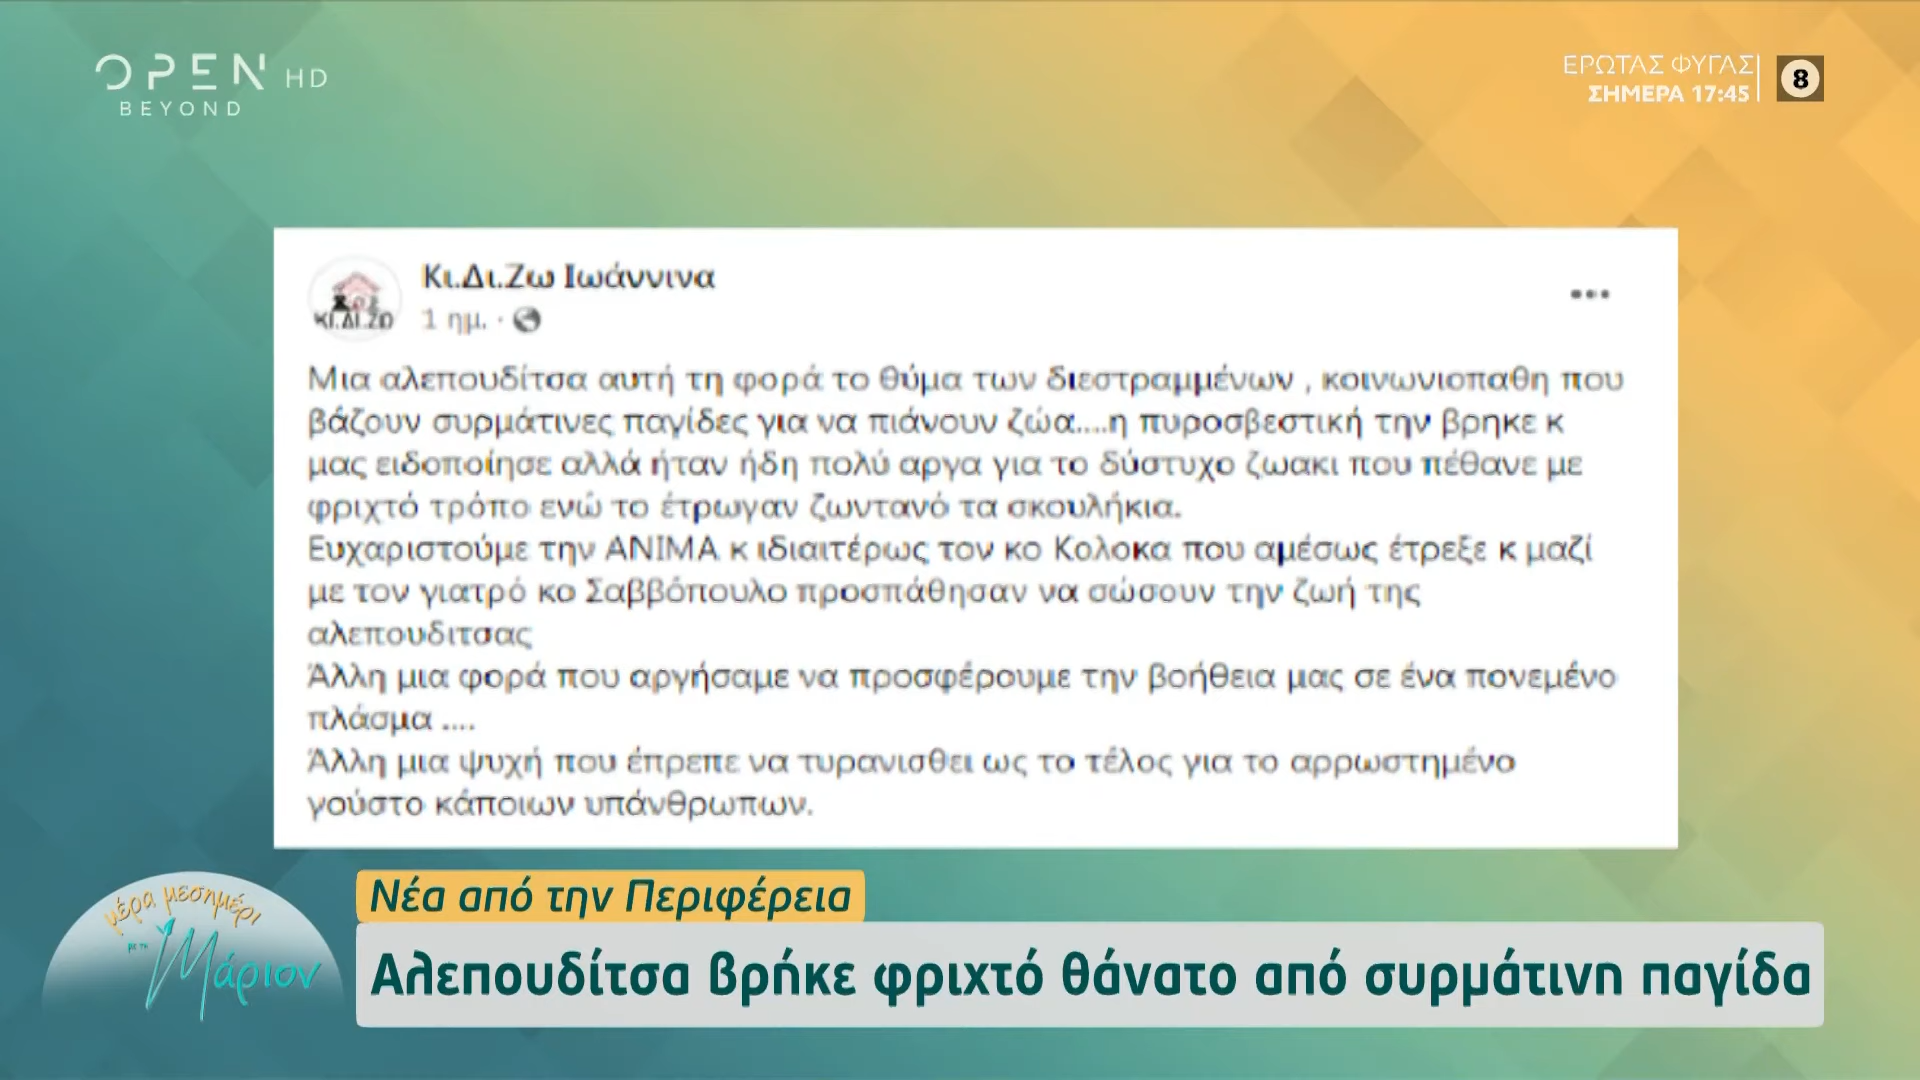 OPEN HD
BEYOND
ΕΡΩΤΑΣ ΦΥΓΑΣ
ΣΗΜΕΡΑ 17:45
8
Κι.Δι.Ζω Ιωάννινα
ΚΙ.ΔΙ.ΖΩ
1 ημ. ·
Μια αλεπουδίτσα αυτή τη φορά το θύμα των διεστραμμένων , κοινωνιοπαθη που
βάζουν συρμάτινες παγίδες για να πιάνουν ζώα....η πυροσβεστική την βρηκε κ
μας ειδοποίησε αλλά ήταν ήδη πολύ αργα για το δύστυχο ζωακι που πέθανε με
φριχτό τρόπο ενώ το έτρωγαν ζωντανό τα σκουλήκια.
Ευχαριστούμε την ΑΝΙΜΑ κ ιδιαιτέρως τον κο Κολοκα που αμέσως έτρεξε κ μαζί
με τον γιατρό κο Σαββόπουλο προσπάθησαν να σώσουν την ζωή της
αλεπουδιτσας
Άλλη μια φορά που αργήσαμε να προσφέρουμε την βοήθεια μας σε ένα πονεμένο
πλάσμα ....
Άλλη μια ψυχή που έπρεπε να τυρανισθει ως το τέλος για το αρρωστημένο
γούστο κάποιων υπάνθρωπων.
μέρα μεσημέρι
με τη
Μάριον
Νέα από την Περιφέρεια
Αλεπουδίτσα βρήκε φριχτό θάνατο από συρμάτινη παγίδα